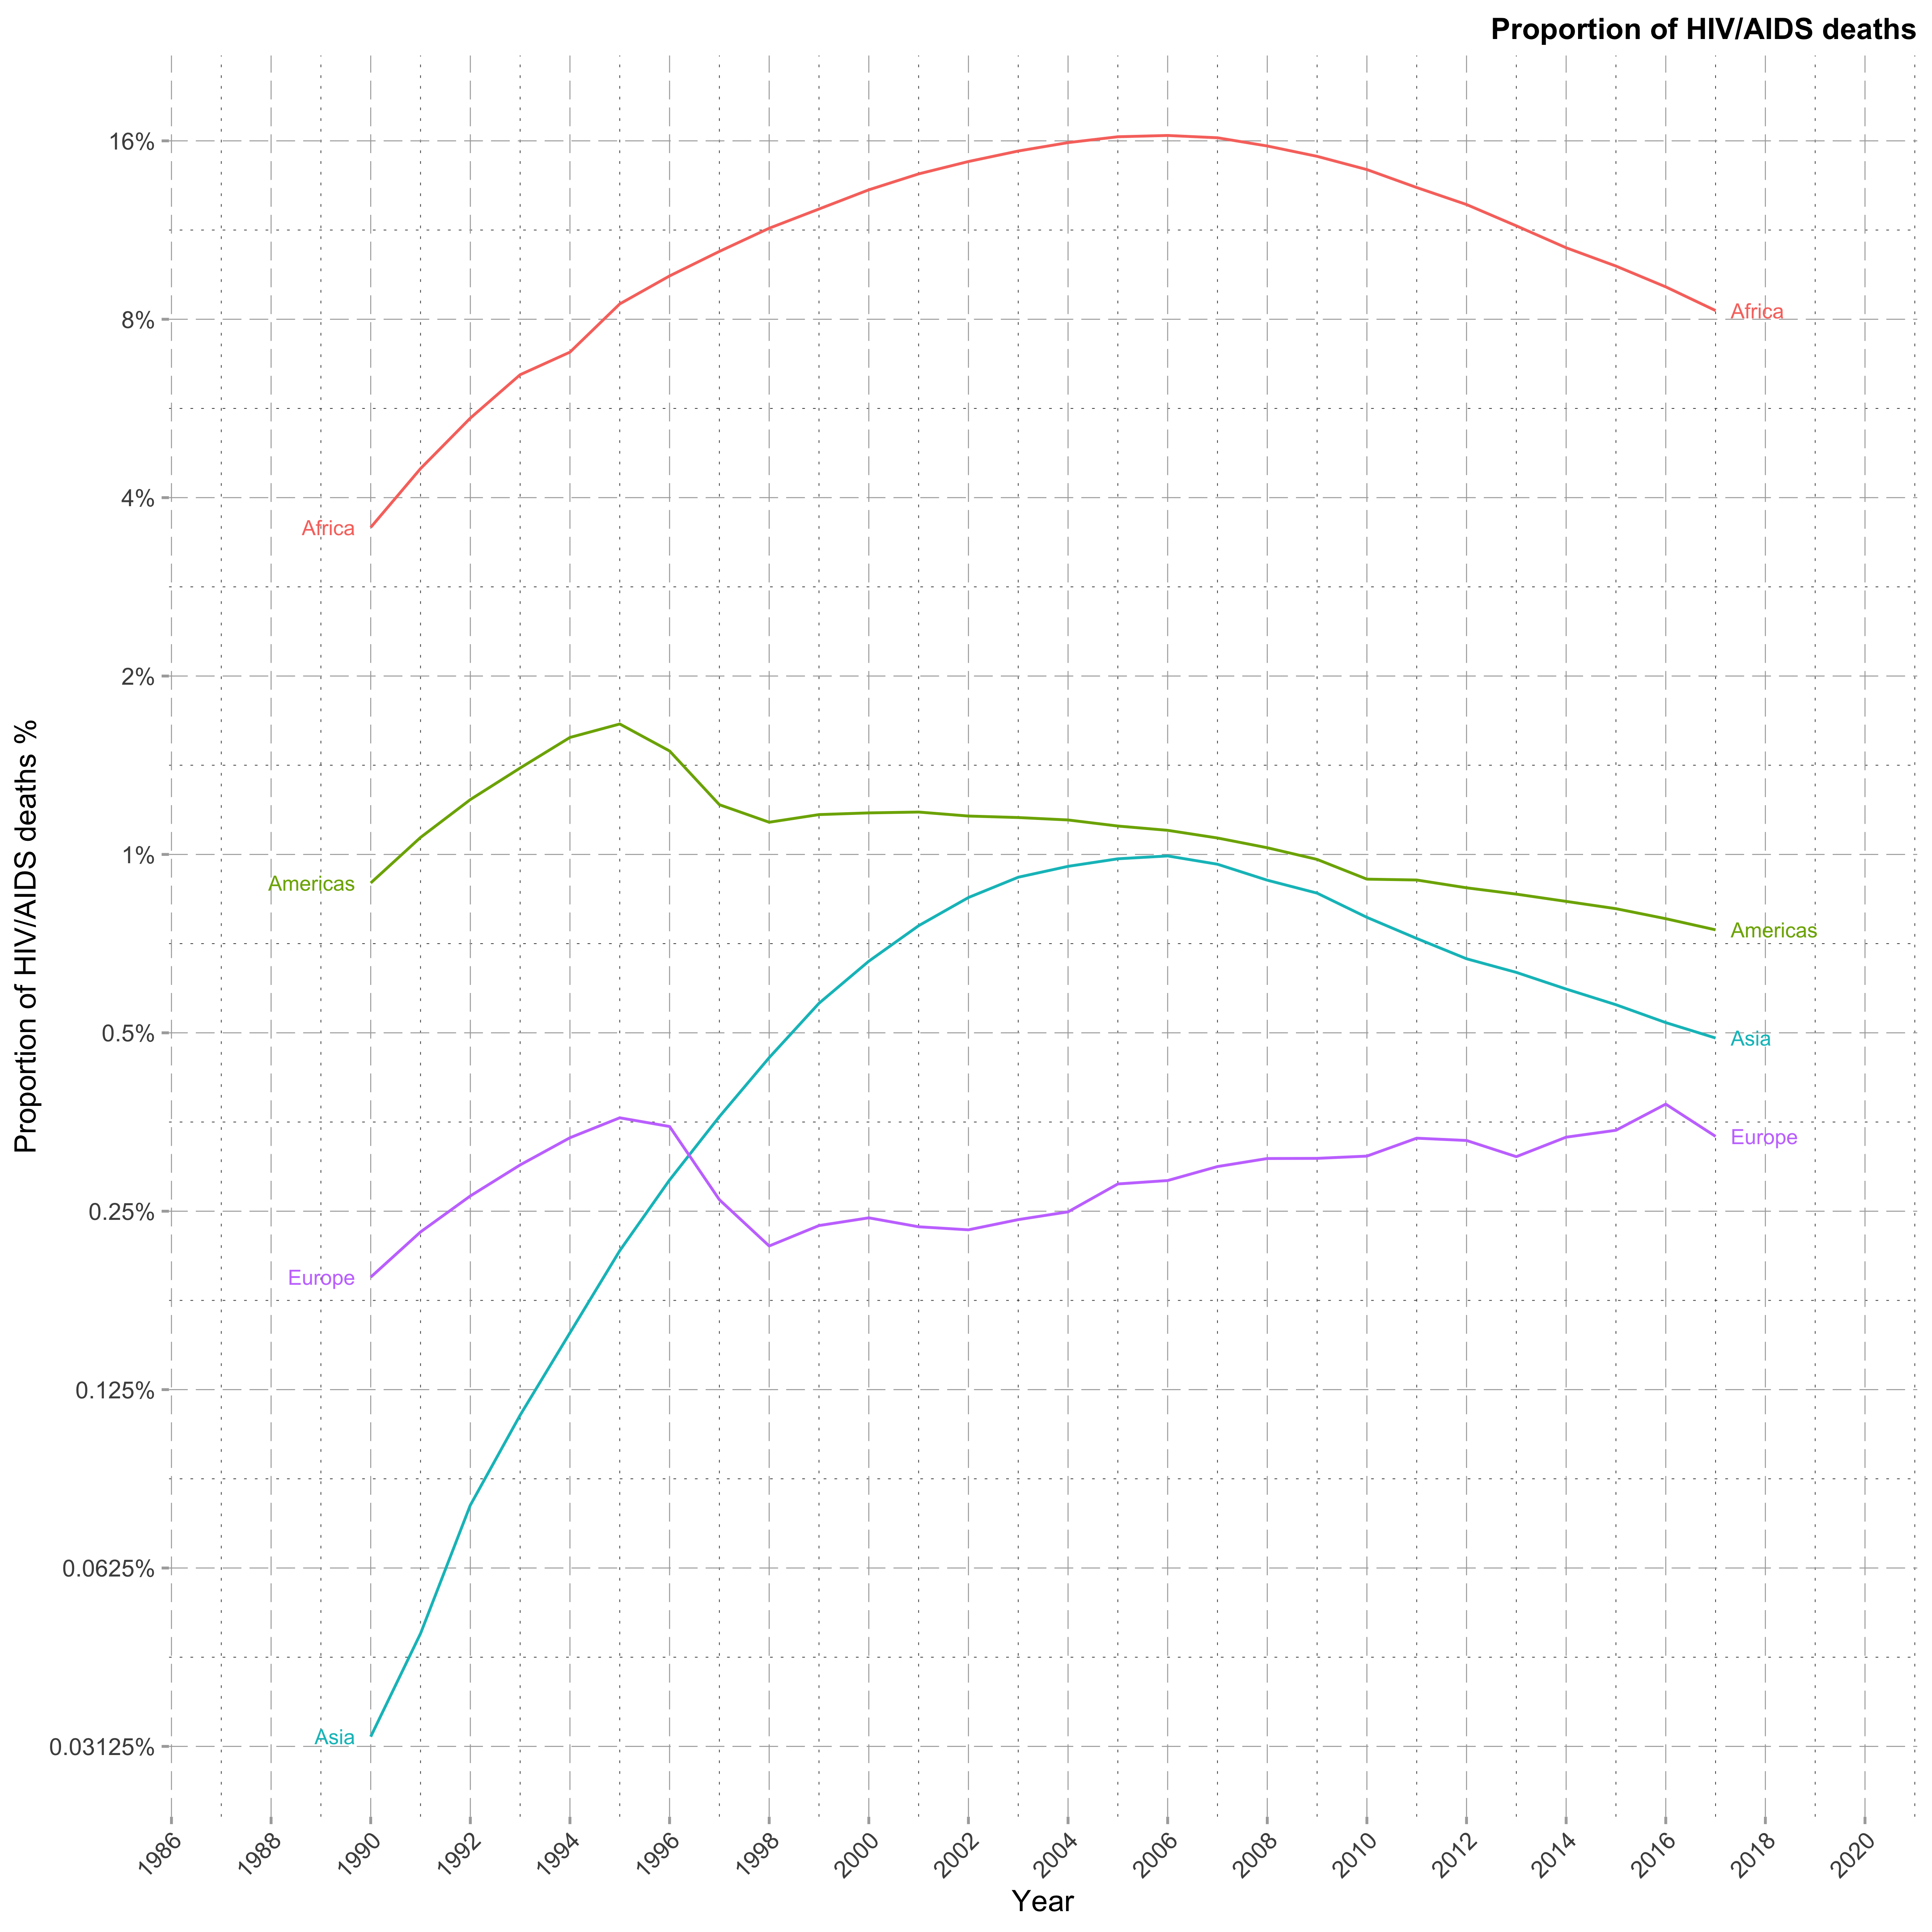 Proportion of HIV/AIDS deaths
Proportion of HIV/AIDS deaths %
16%
8%
4%
2%
1%
0.5%
0.25%
0.125%
0.0625%
0.03125%
Africa
Africa
Americas
Americas
Asia
Europe
Europe
Asia
1986
1988
1990
1992
1994
1996
1998
2000
2002
2004
2006
2008
2010
2012
2014
2016
2018
2020
Year